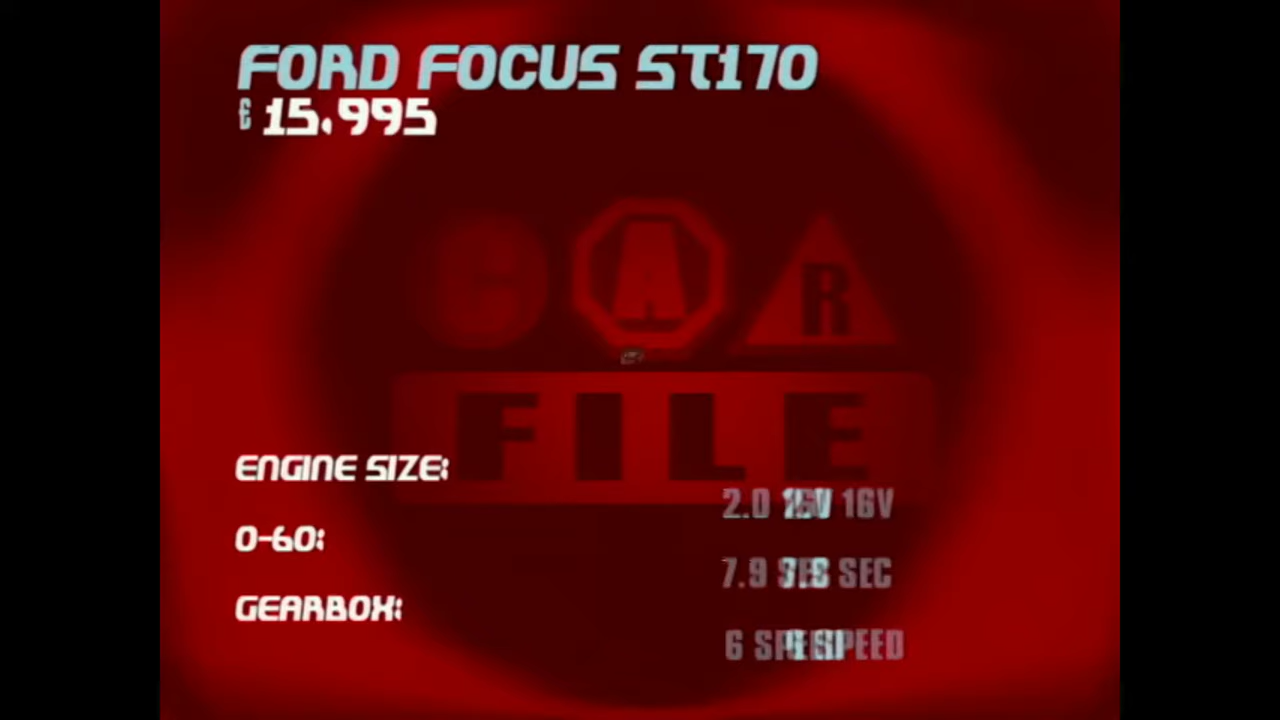 FORD FOCUS ST170
£ 15.995
C A R
FILE
ENGINE SIZE:
2.0 16V
0-60:
7.9 SEC
GEARBOX:
6 SPEED